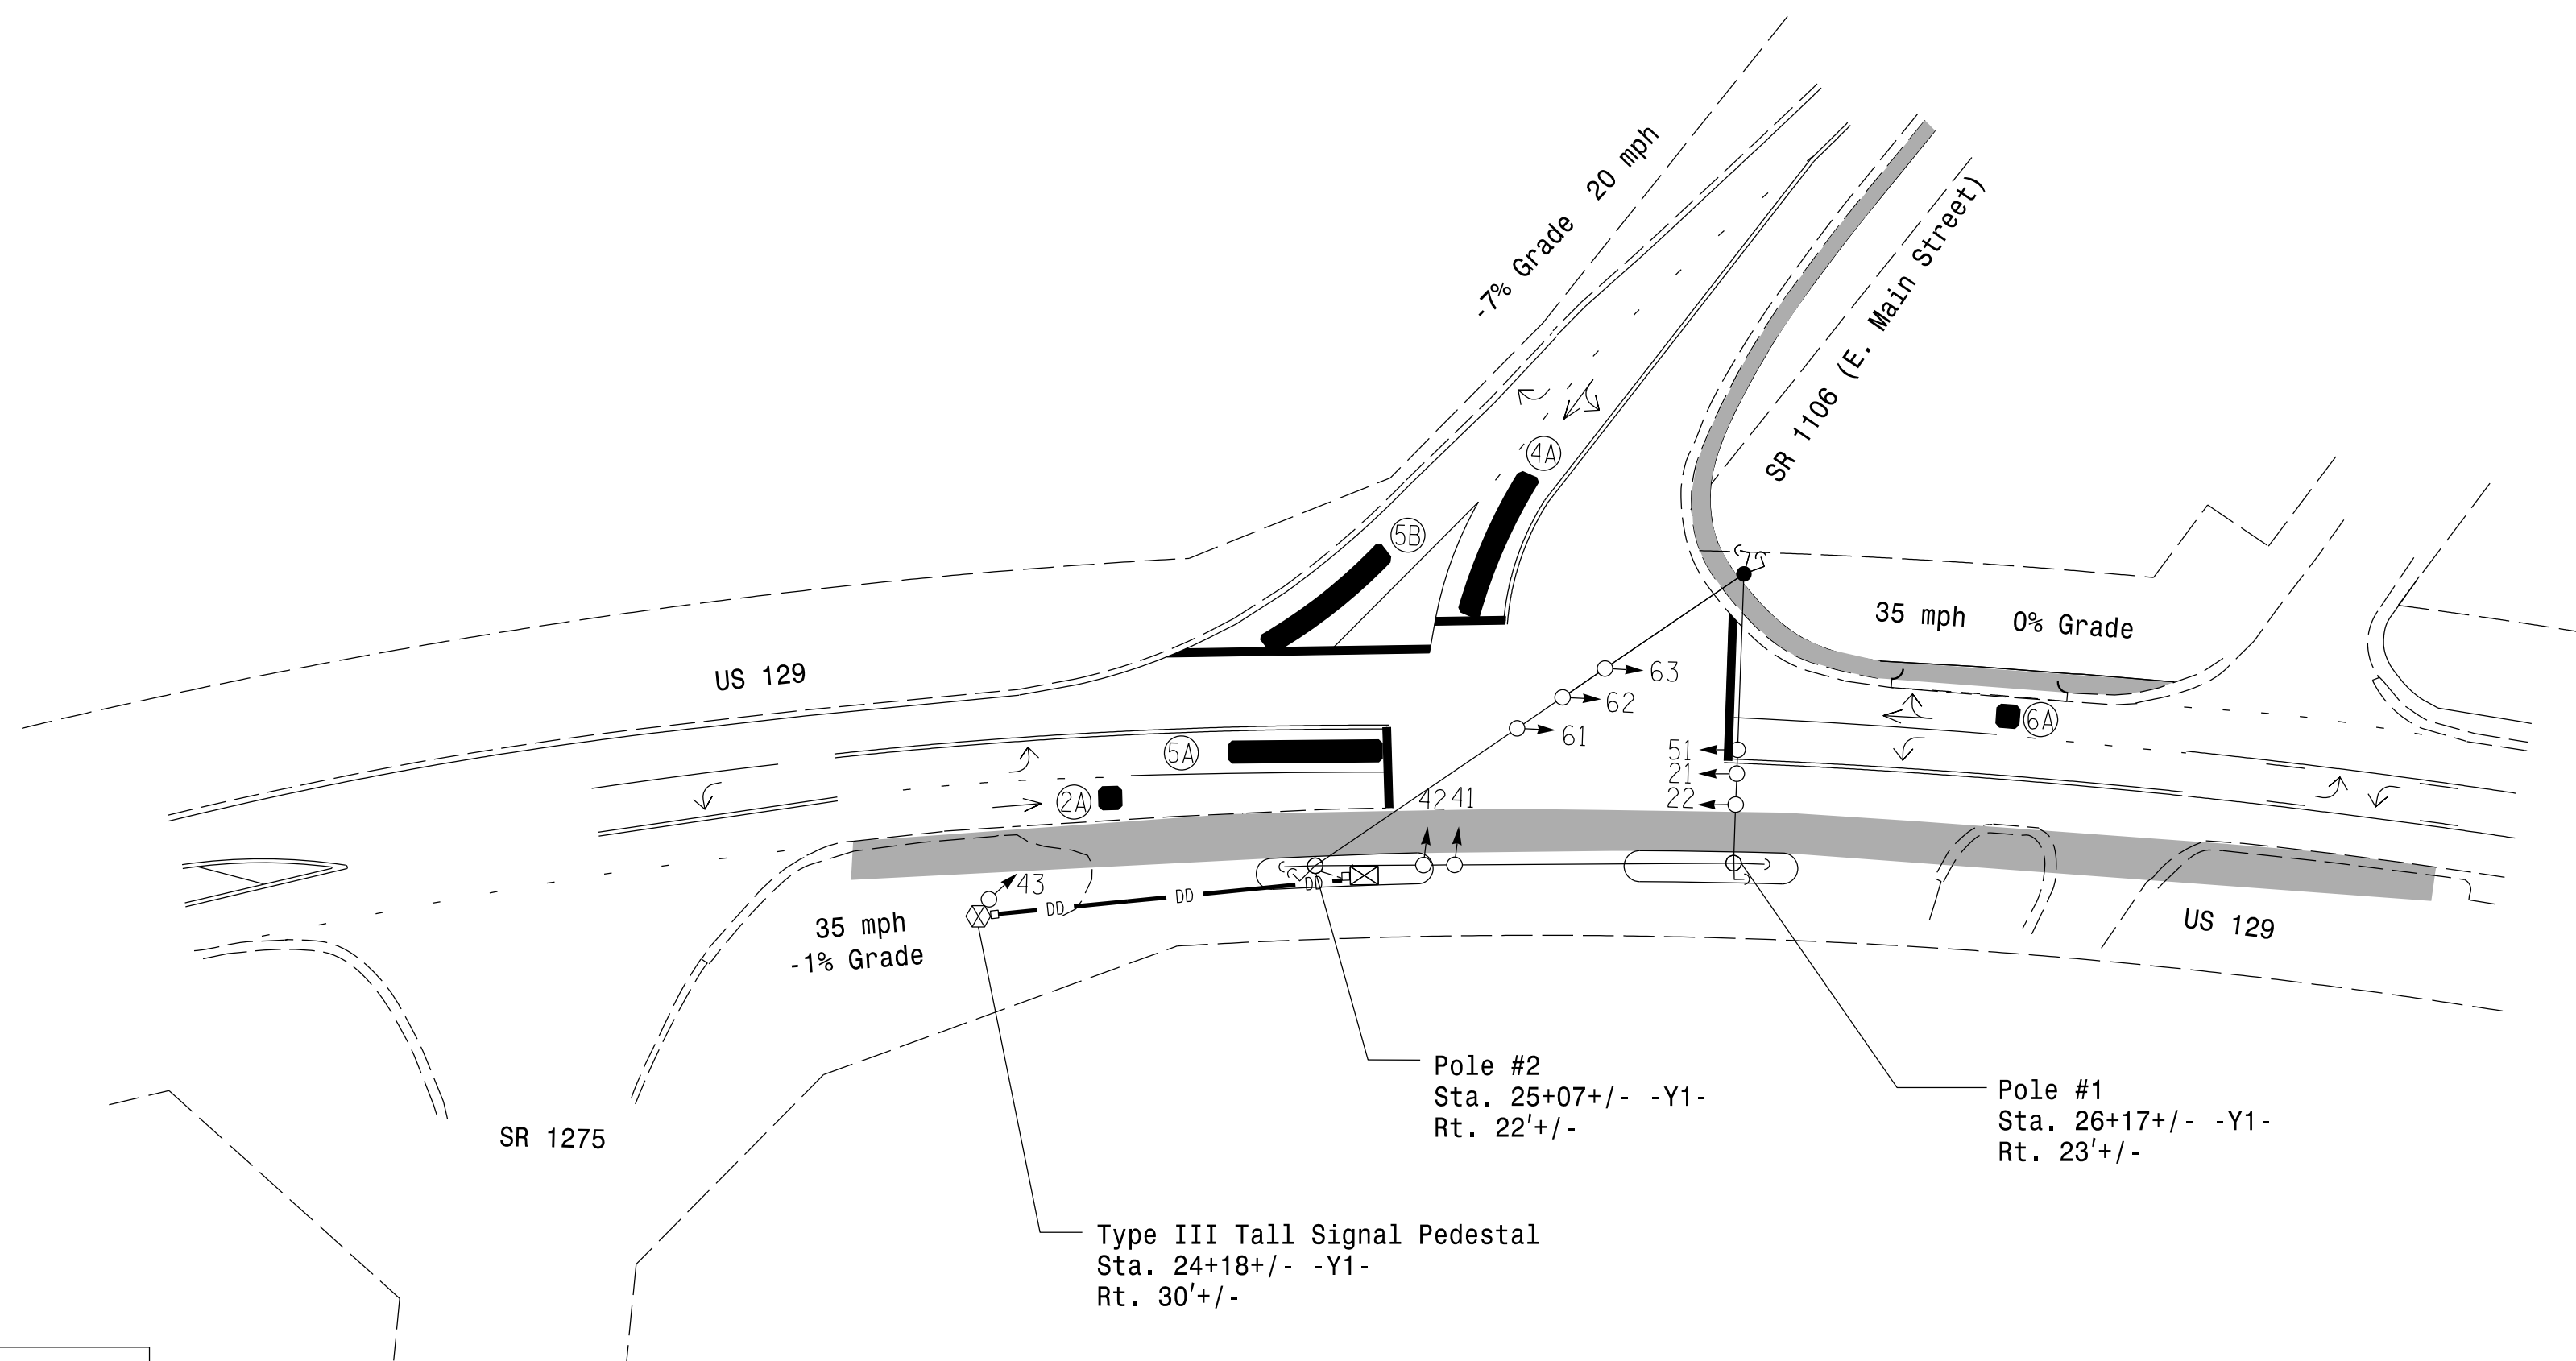 -7% Grade 20 mph
SR 1106 (E. Main Street)
4A
5B
35 mph 0% Grade
US 129
63
62
61
6A
5A
51
21
22
2A
42
41
43
DD
DD
DD
35 mph
-1% Grade
US 129
SR 1275
Pole #2
Sta. 25+07+/- -Y1-
Rt. 22'+/-
Pole #1
Sta. 26+17+/- -Y1-
Rt. 23'+/-
Type III Tall Signal Pedestal
Sta. 24+18+/- -Y1-
Rt. 30'+/-